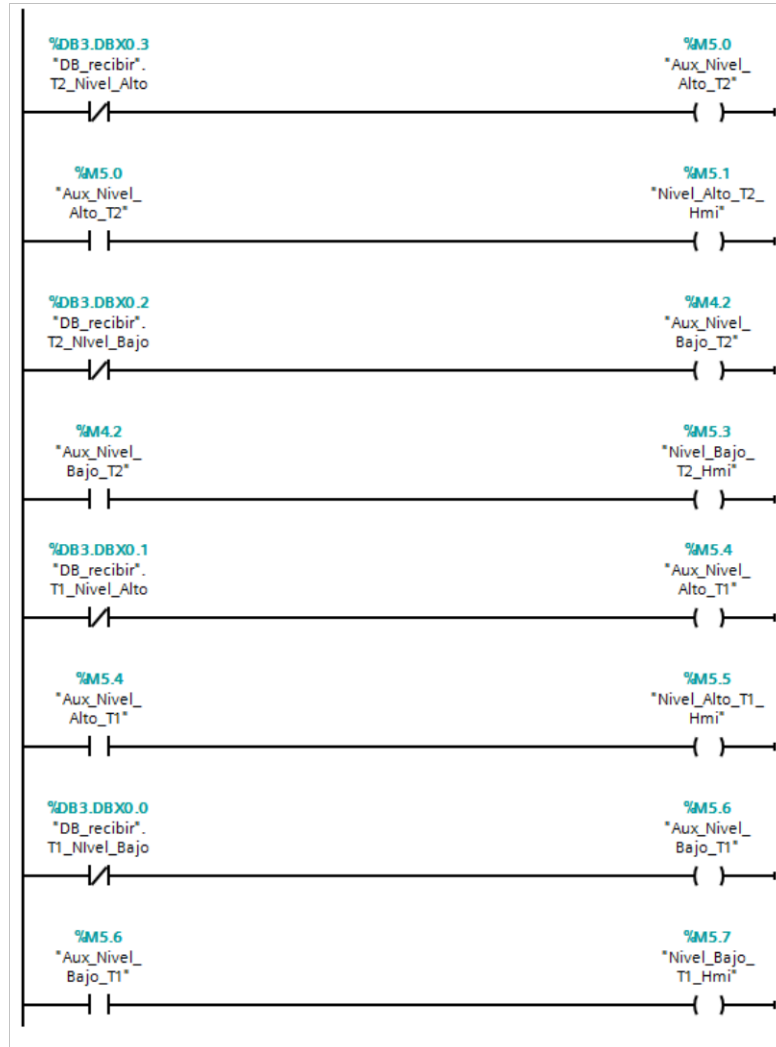 %DB3.DBX0.3
"DB_recibir".
T2_Nivel_Alto
%M5.0
"Aux_Nivel_
Alto_T2"
%M5.0
"Aux_Nivel_
Alto_T2"
%M5.1
"Nivel_Alto_T2_
Hmi"
%DB3.DBX0.2
"DB_recibir".
T2_NIvel_Bajo
%M4.2
"Aux_Nivel_
Bajo_T2"
%M4.2
"Aux_Nivel_
Bajo_T2"
%M5.3
"Nivel_Bajo_
T2_Hmi"
%DB3.DBX0.1
"DB_recibir".
T1_Nivel_Alto
%M5.4
"Aux_Nivel_
Alto_T1"
%M5.4
"Aux_Nivel_
Alto_T1"
%M5.5
"Nivel_Alto_T1_
Hmi"
%DB3.DBX0.0
"DB_recibir".
T1_NIvel_Bajo
%M5.6
"Aux_Nivel_
Bajo_T1"
%M5.6
"Aux_Nivel_
Bajo_T1"
%M5.7
"Nivel_Bajo_
T1_Hmi"